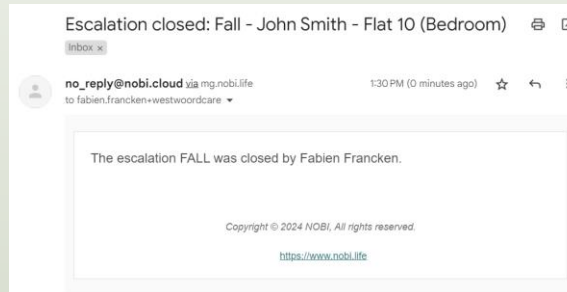 Escalation closed: Fall - John Smith - Flat 10 (Bedroom)
Inbox x
no_reply@nobi.cloud via mg.nobi.life 1:30 PM (0 minutes ago)
to fabien.francken+westwoordcare
The escalation FALL was closed by Fabien Francken.
Copyright © 2024 NOBI, All rights reserved.
https://www.nobi.life